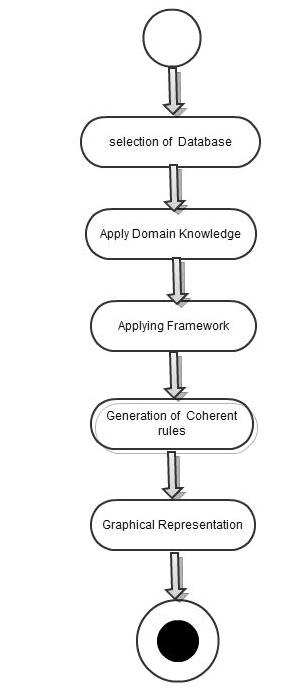 selection of Database
Apply Domain Knowledge
Applying Framework
Generation of Coherent
rules
Graphical Representation